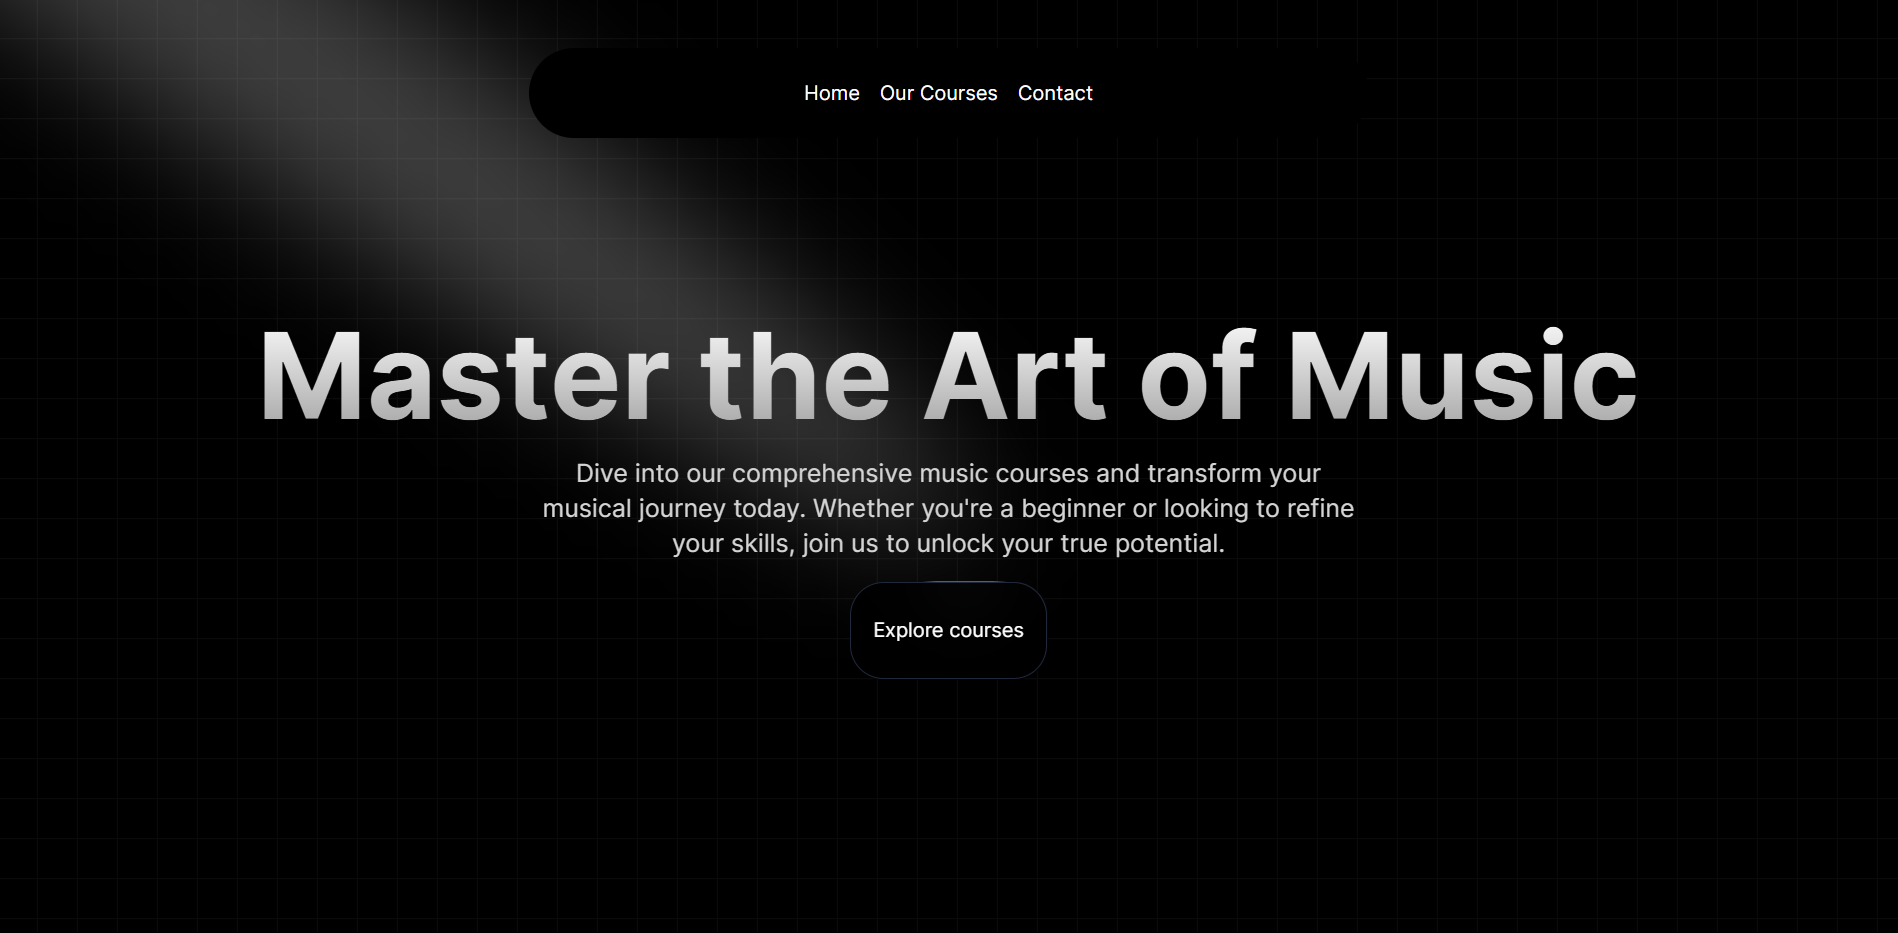 Home Our Courses Contact
Master the Art of Music
Dive into our comprehensive music courses and transform your
musical journey today. Whether you're a beginner or looking to refine
your skills, join us to unlock your true potential.
Explore courses